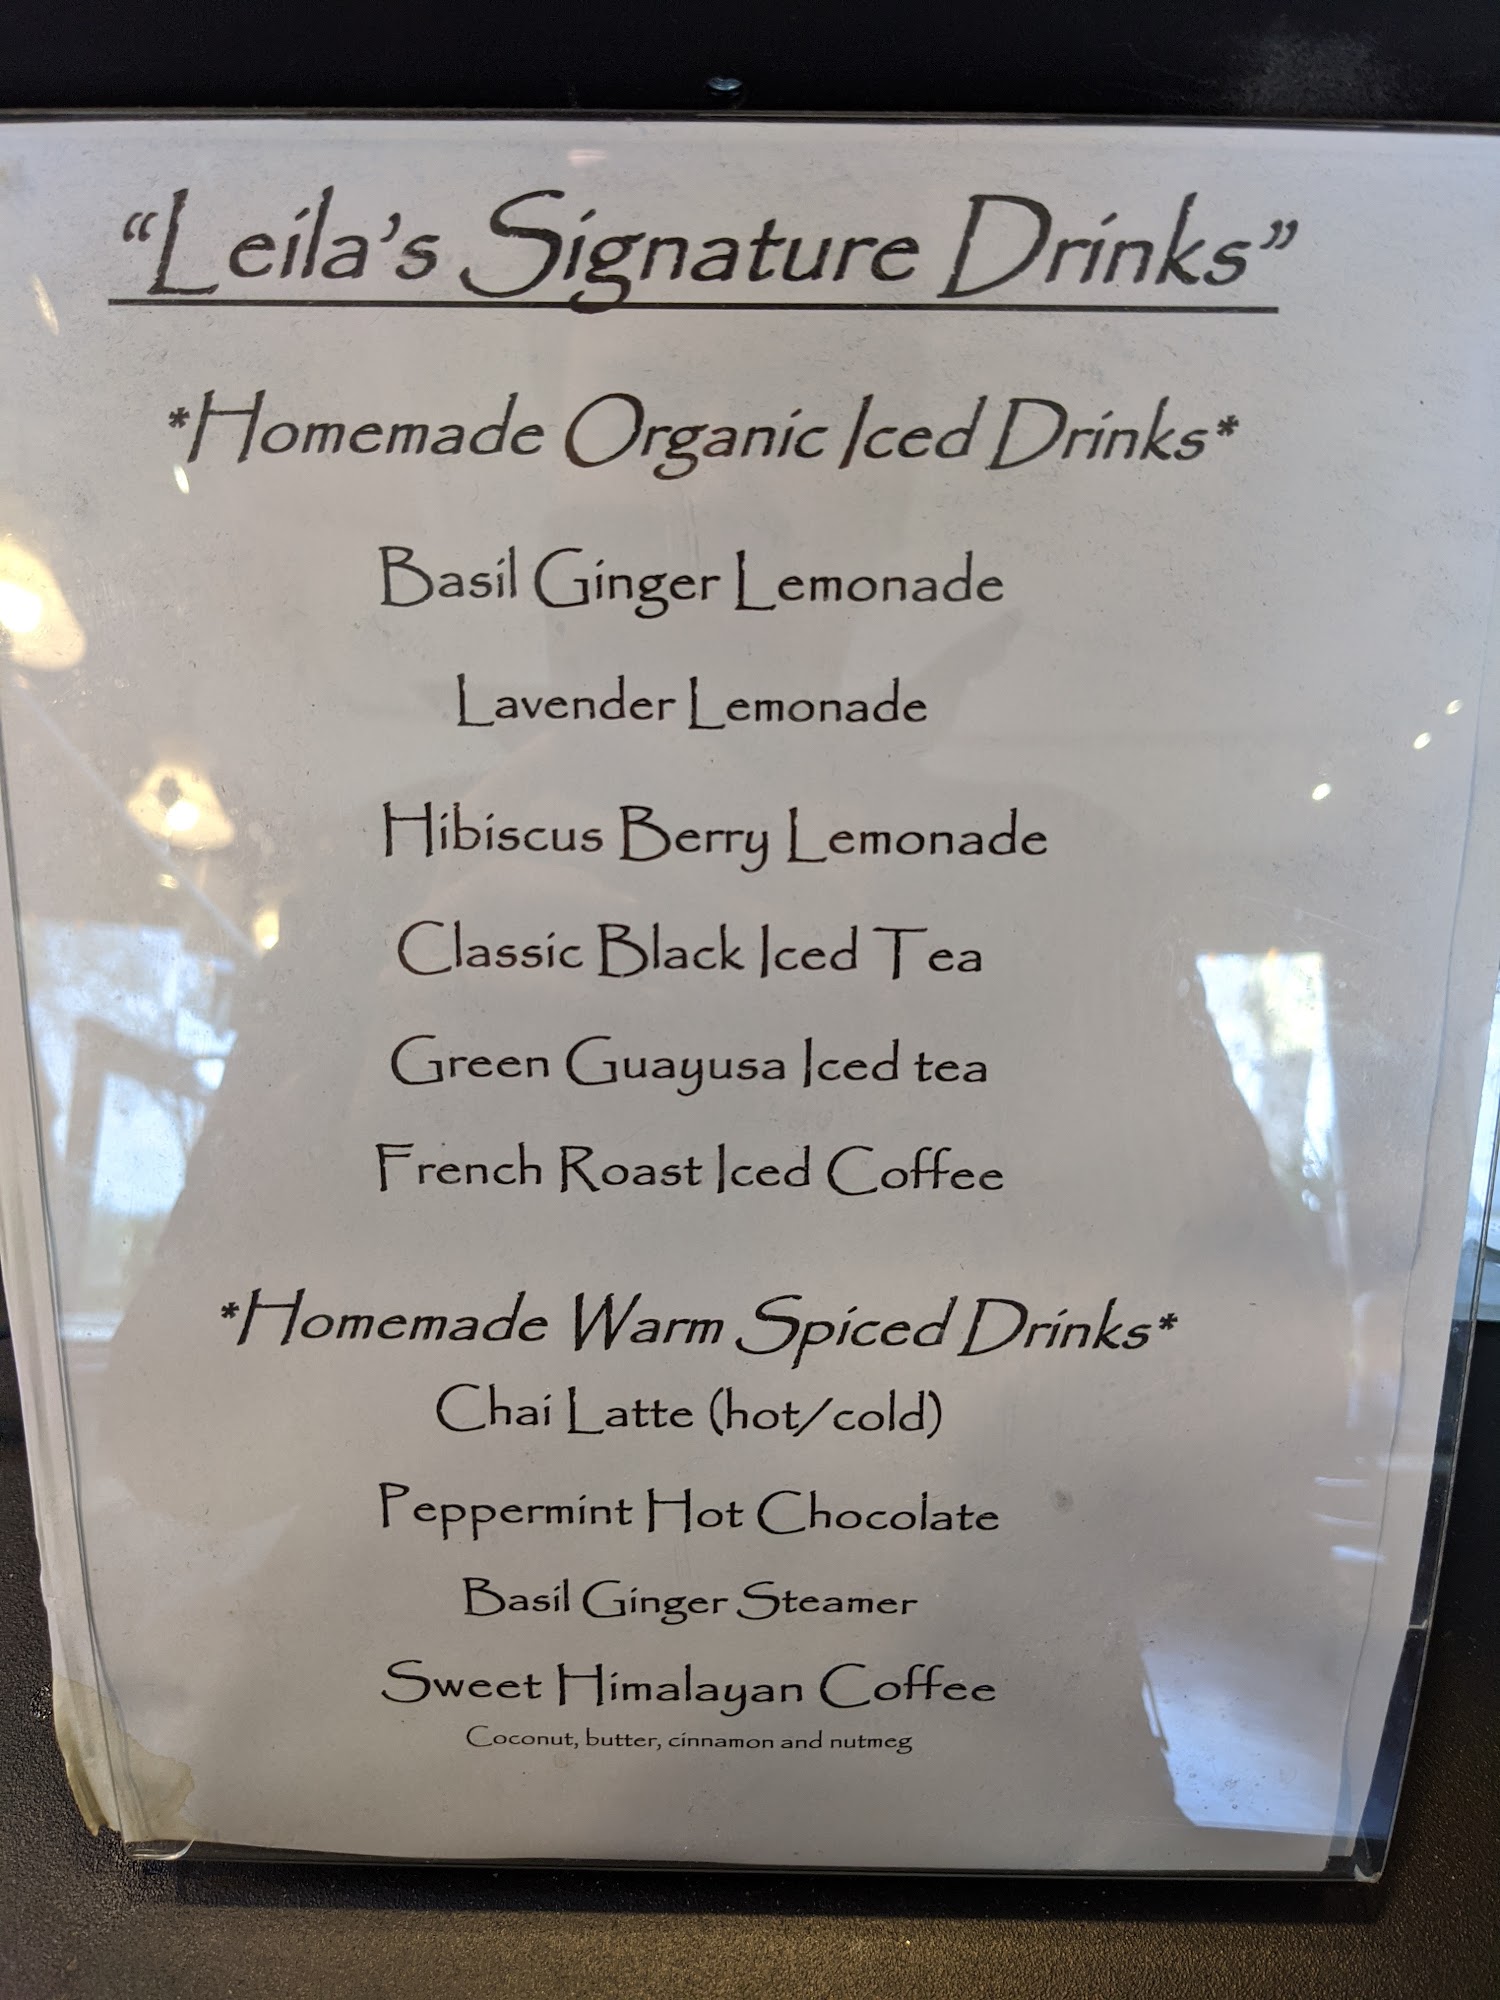 “Leila’s Signature Drinks”
*Homemade Organic Iced Drinks*
Basil Ginger Lemonade
Lavender Lemonade
Hibiscus Berry Lemonade
Classic Black Iced Tea
Green Guayusa Iced tea
French Roast Iced Coffee
*Homemade Warm Spiced Drinks*
Chai Latte (hot/cold)
Peppermint Hot Chocolate
Basil Ginger Steamer
Sweet Himalayan Coffee
Coconut, butter, cinnamon and nutmeg